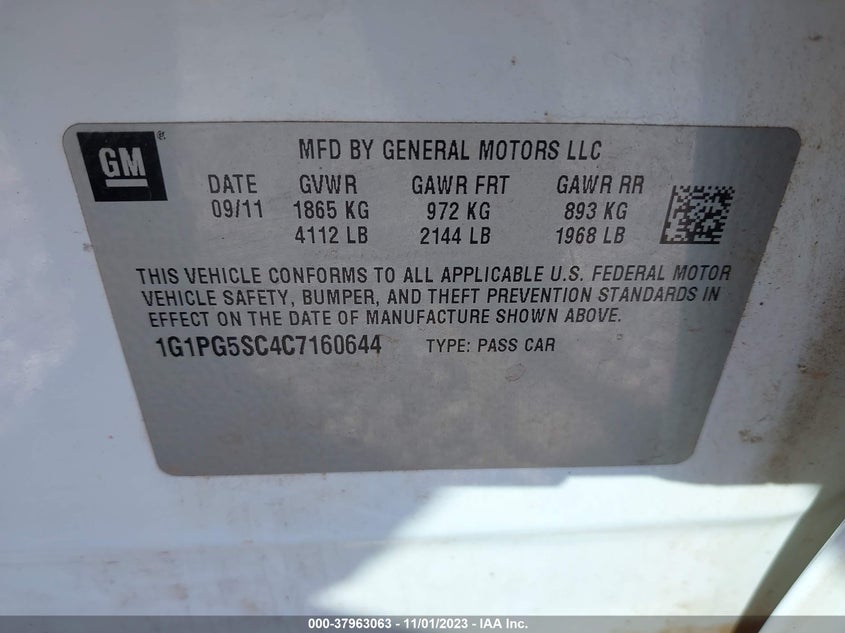 GM®
MFD BY GENERAL MOTORS LLC
DATE GVWR GAWR FRT GAWR RR
09/11 1865 KG 972 KG 893 KG
4112 LB 2144 LB 1968 LB
THIS VEHICLE CONFORMS TO ALL APPLICABLE U.S. FEDERAL MOTOR
VEHICLE SAFETY, BUMPER, AND THEFT PREVENTION STANDARDS IN
EFFECT ON THE DATE OF MANUFACTURE SHOWN ABOVE.
1G1PG5SC4C7160644 TYPE: PASS CAR
000-37963063 - 11/01/2023 - IAA Inc.